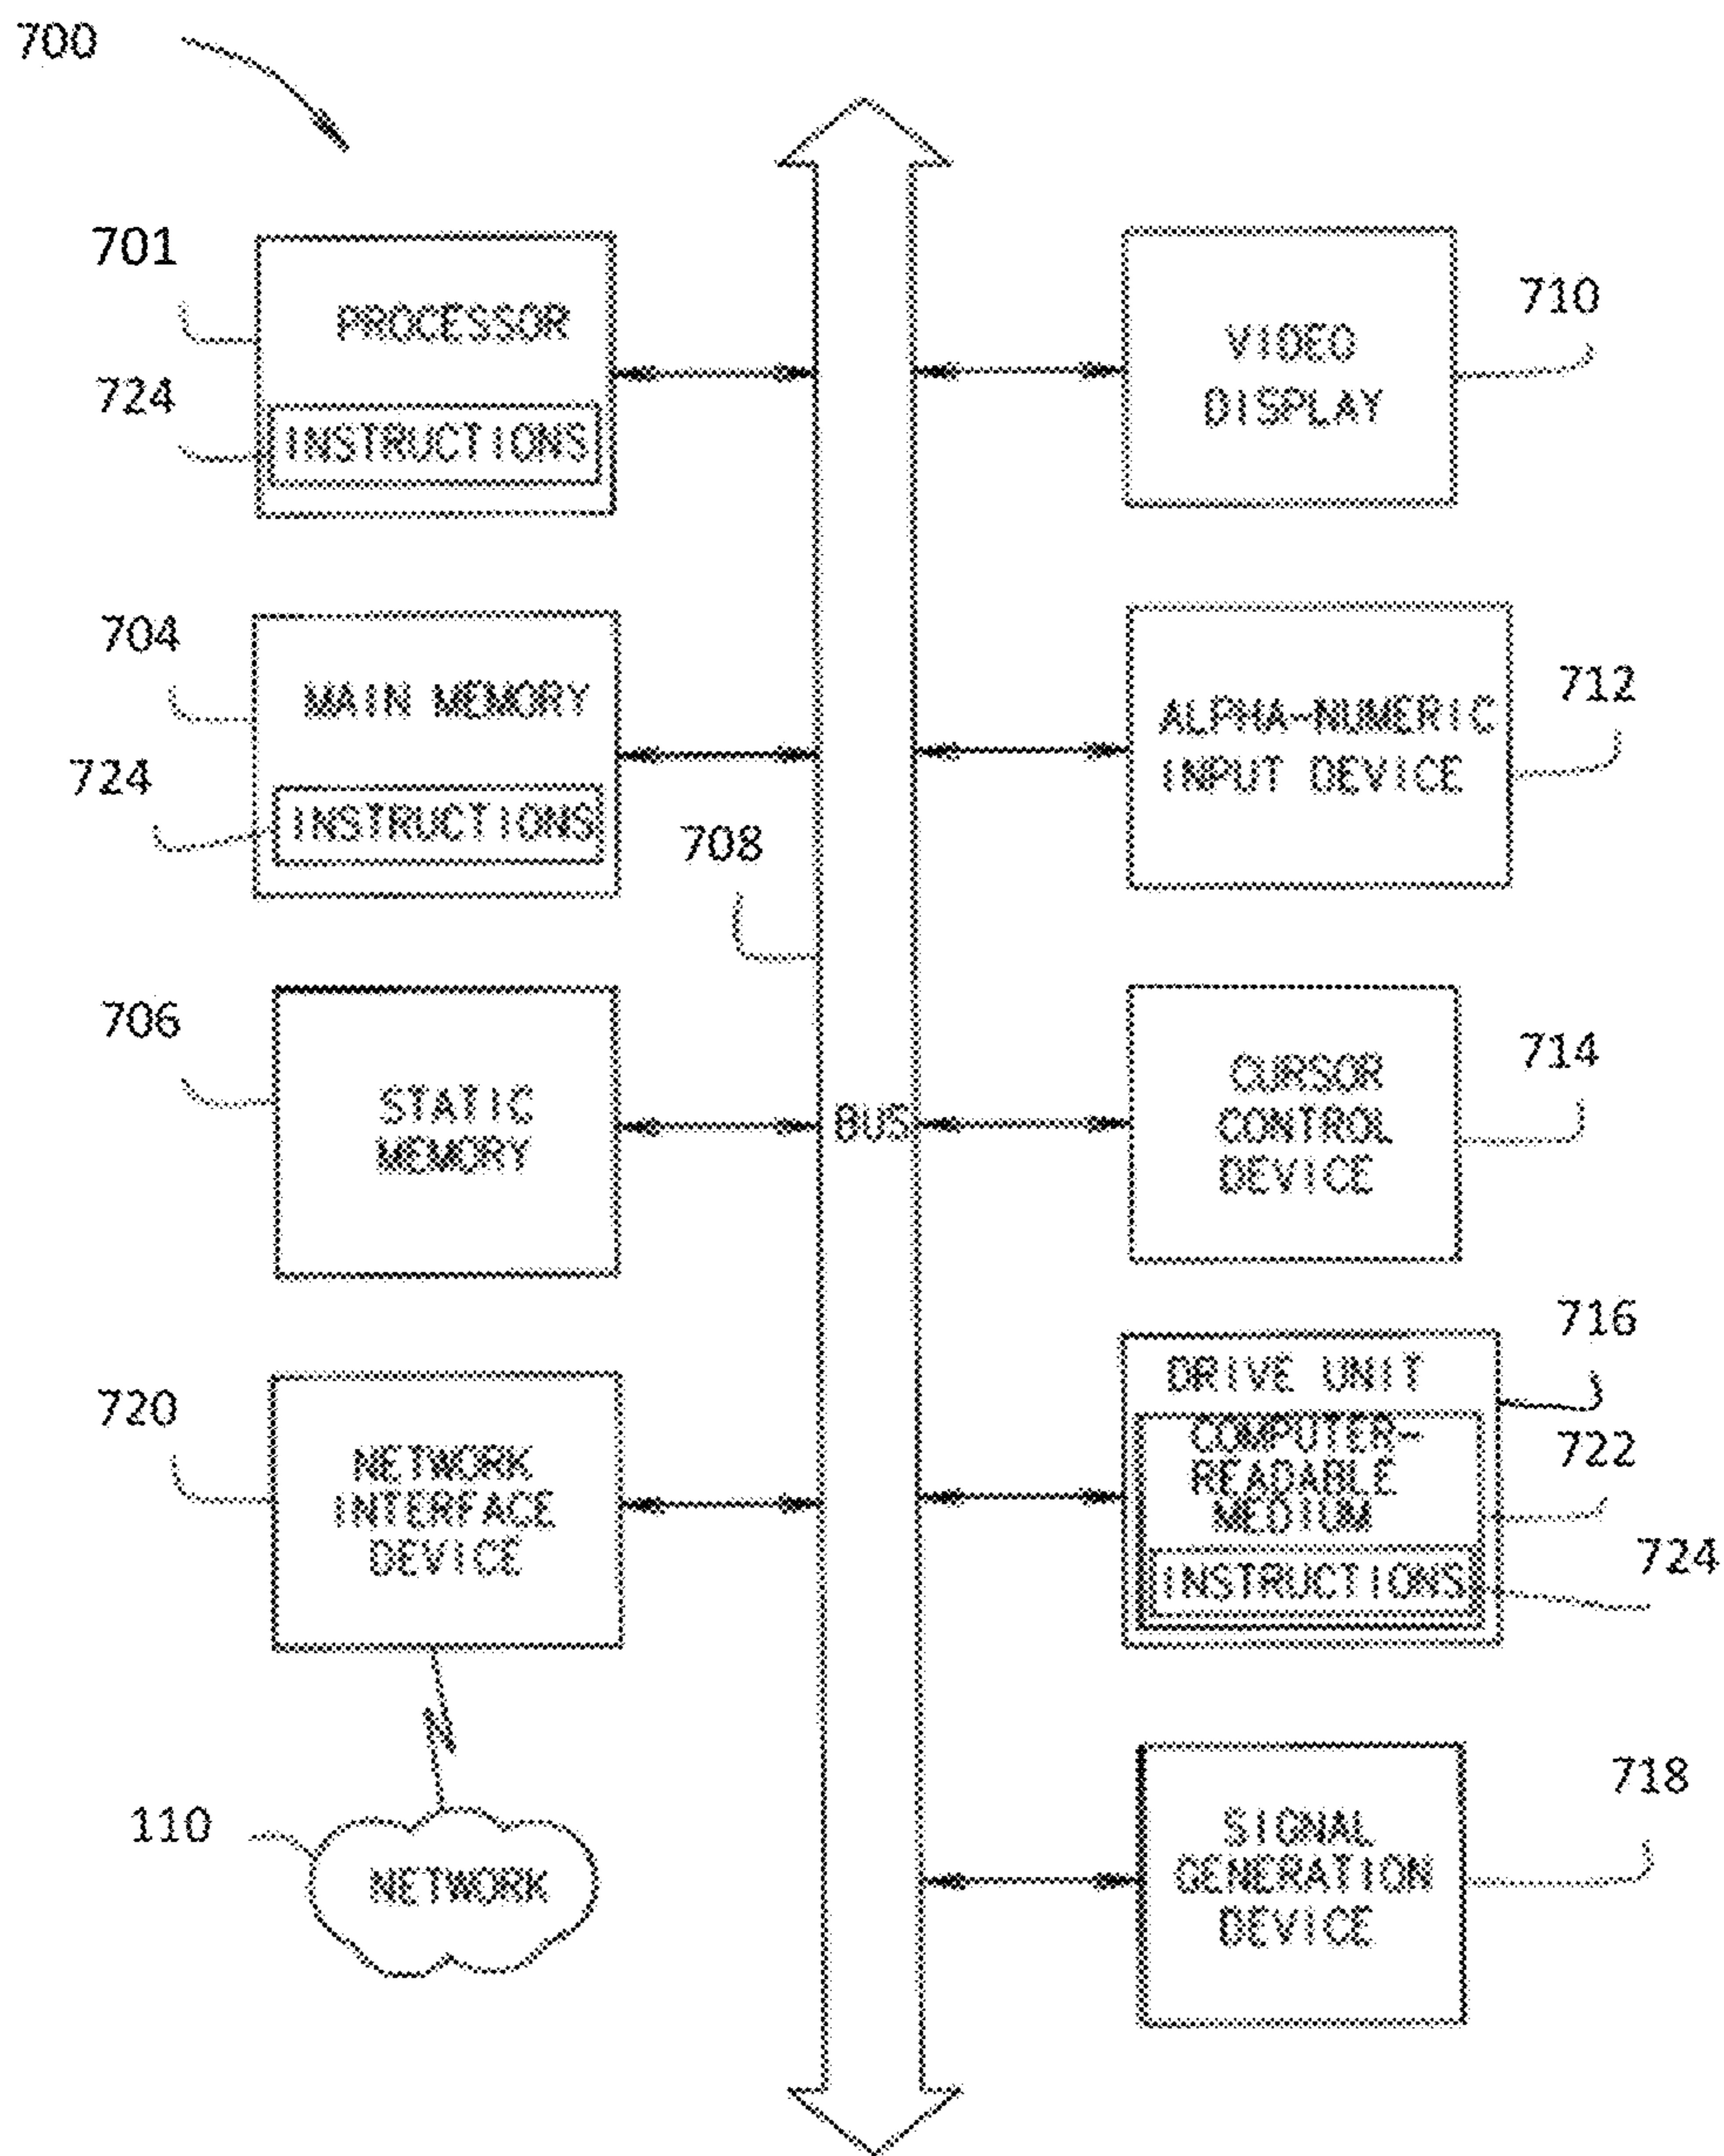 700
701
PROCESSOR
724
INSTRUCTIONS
704
MAIN MEMORY
724
INSTRUCTIONS
706
STATIC
MEMORY
720
NETWORK
INTERFACE
DEVICE
110
NETWORK
708
BUS
710
VIDEO
DISPLAY
712
ALPHA-NUMERIC
INPUT DEVICE
714
CURSOR
CONTROL
DEVICE
716
DRIVE UNIT
722
COMPUTER-
READABLE
MEDIUM
724
INSTRUCTIONS
718
SIGNAL
GENERATION
DEVICE